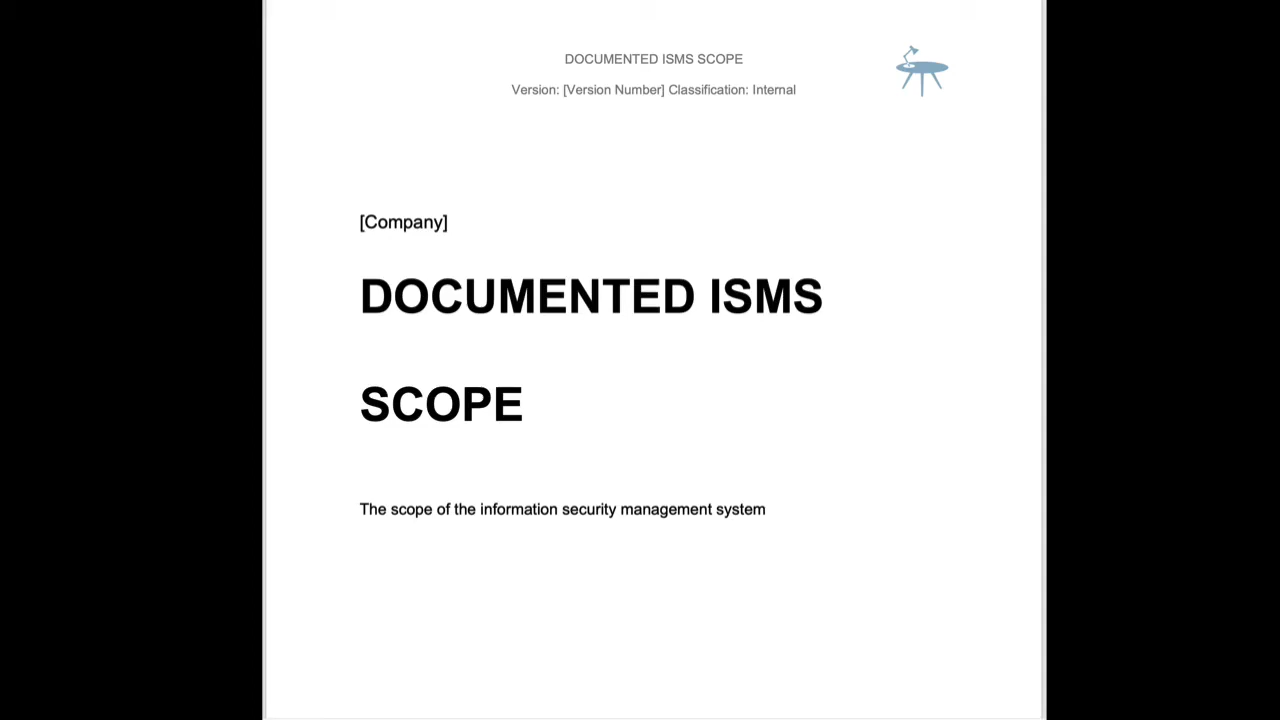 DOCUMENTED ISMS SCOPE
Version: [Version Number] Classification: Internal
[Company]
DOCUMENTED ISMS
SCOPE
The scope of the information security management system